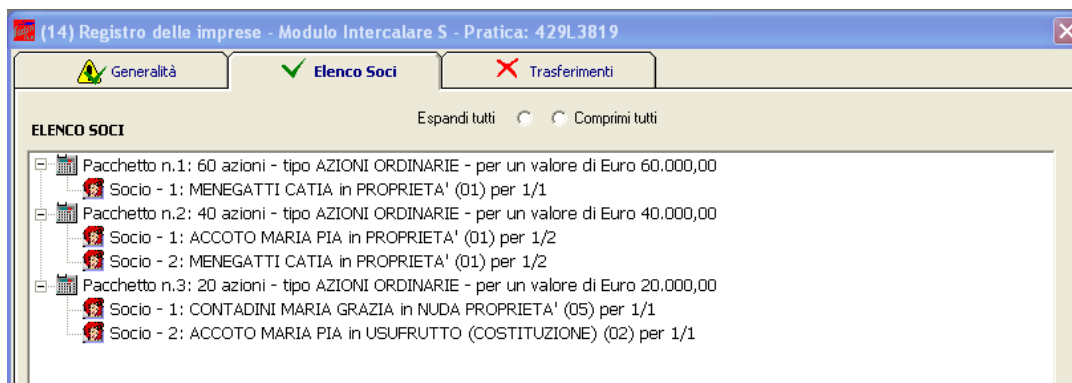 (14) Registro delle imprese - Modulo Intercalare S - Pratica: 429L3819
Generalità
Elenco Soci
Trasferimenti
ELENCO SOCI
Espandi tutti
Comprimi tutti
Pacchetto n.1: 60 azioni - tipo AZIONI ORDINARIE - per un valore di Euro 60.000,00
Socio - 1: MENEGATTI CATIA in PROPRIETA' (01) per 1/1
Pacchetto n.2: 40 azioni - tipo AZIONI ORDINARIE - per un valore di Euro 40.000,00
Socio - 1: ACCOTO MARIA PIA in PROPRIETA' (01) per 1/2
Socio - 2: MENEGATTI CATIA in PROPRIETA' (01) per 1/2
Pacchetto n.3: 20 azioni - tipo AZIONI ORDINARIE - per un valore di Euro 20.000,00
Socio - 1: CONTADINI MARIA GRAZIA in NUDA PROPRIETA' (05) per 1/1
Socio - 2: ACCOTO MARIA PIA in USUFRUTTO (COSTITUZIONE) (02) per 1/1